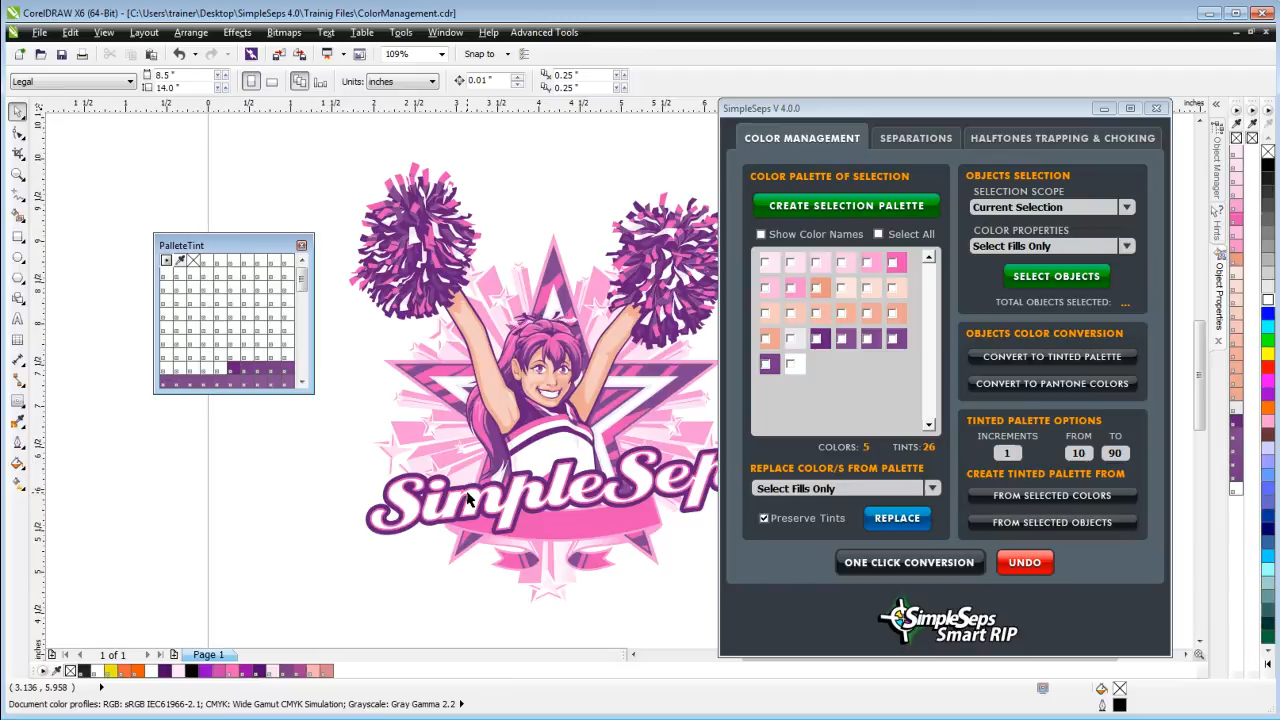 CorelDRAW X6 (64-Bit) - [C:\Users\trainer\Desktop\SimpleSeps 4.0\Trainig Files\ColorManagement.cdr]
File Edit View Layout Arrange Effects Bitmaps Text Table Tools Window Help Advanced Tools
109% Snap to
Legal 8.5" 14.0" Units: inches 0.01" 0.25" 0.25"
inches
SimpleSeps V 4.0.0
COLOR MANAGEMENT SEPARATIONS HALFTONES TRAPPING & CHOKING
COLOR PALETTE OF SELECTION
CREATE SELECTION PALETTE
Show Color Names Select All
COLORS: 5 TINTS: 26
REPLACE COLOR/S FROM PALETTE
Select Fills Only
Preserve Tints REPLACE
OBJECTS SELECTION
SELECTION SCOPE
Current Selection
COLOR PROPERTIES
Select Fills Only
SELECT OBJECTS
TOTAL OBJECTS SELECTED: ...
OBJECTS COLOR CONVERSION
CONVERT TO TINTED PALETTE
CONVERT TO PANTONE COLORS
TINTED PALETTE OPTIONS
INCREMENTS FROM TO
1 10 90
CREATE TINTED PALETTE FROM
FROM SELECTED COLORS
FROM SELECTED OBJECTS
ONE CLICK CONVERSION UNDO
SimpleSeps
Smart RIP
PalleteTint
SimpleSep
Object Manager
Hints
Object Properties
1 of 1 Page 1
( 3.136 , 5.958 )
Document color profiles: RGB: sRGB IEC61966-2.1; CMYK: Wide Gamut CMYK Simulation; Grayscale: Gray Gamma 2.2